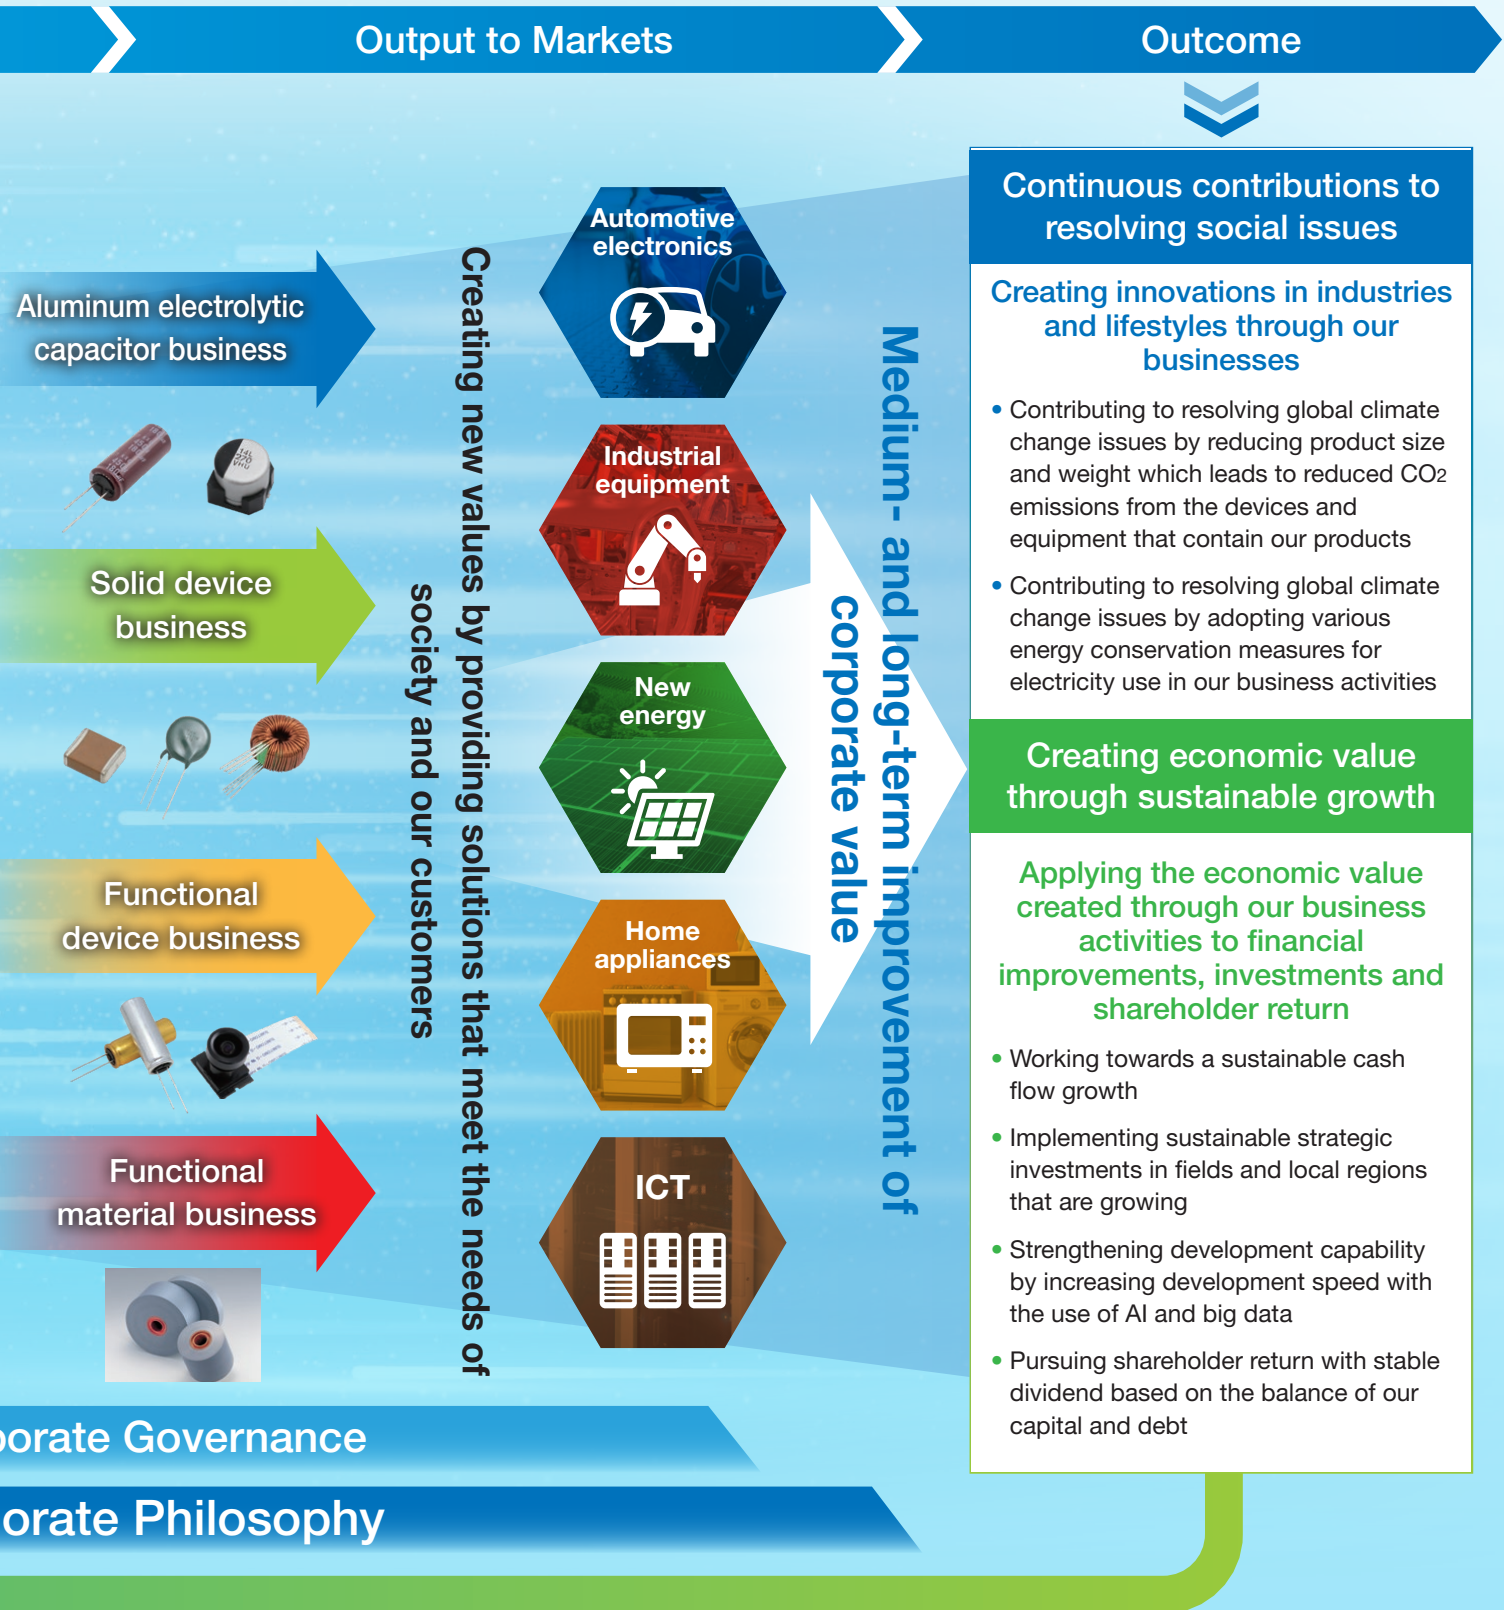 Output to Markets
Outcome
Aluminum electrolytic
capacitor business
Solid device
business
Functional
device business
Functional
material business
Creating new values by providing solutions that meet the needs of
society and our customers
Automotive
electronics
Industrial
equipment
New
energy
Home
appliances
ICT
Medium- and long-term improvement of
corporate value
Continuous contributions to
resolving social issues
Creating innovations in industries
and lifestyles through our
businesses
• Contributing to resolving global climate
change issues by reducing product size
and weight which leads to reduced CO2
emissions from the devices and
equipment that contain our products
• Contributing to resolving global climate
change issues by adopting various
energy conservation measures for
electricity use in our business activities
Creating economic value
through sustainable growth
Applying the economic value
created through our business
activities to financial
improvements, investments and
shareholder return
• Working towards a sustainable cash
flow growth
• Implementing sustainable strategic
investments in fields and local regions
that are growing
• Strengthening development capability
by increasing development speed with
the use of AI and big data
• Pursuing shareholder return with stable
dividend based on the balance of our
capital and debt
porate Governance
orate Philosophy